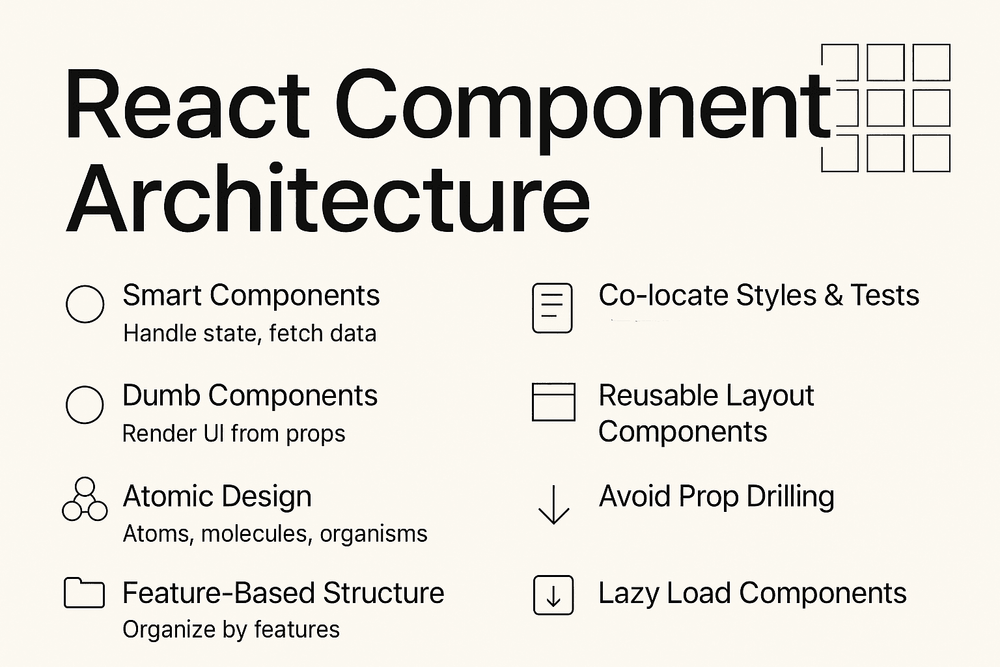 React Component
Architecture
Smart Components
Handle state, fetch data
Dumb Components
Render UI from props
Atomic Design
Atoms, molecules, organisms
Feature-Based Structure
Organize by features
Co-locate Styles & Tests
Reusable Layout
Components
Avoid Prop Drilling
Lazy Load Components